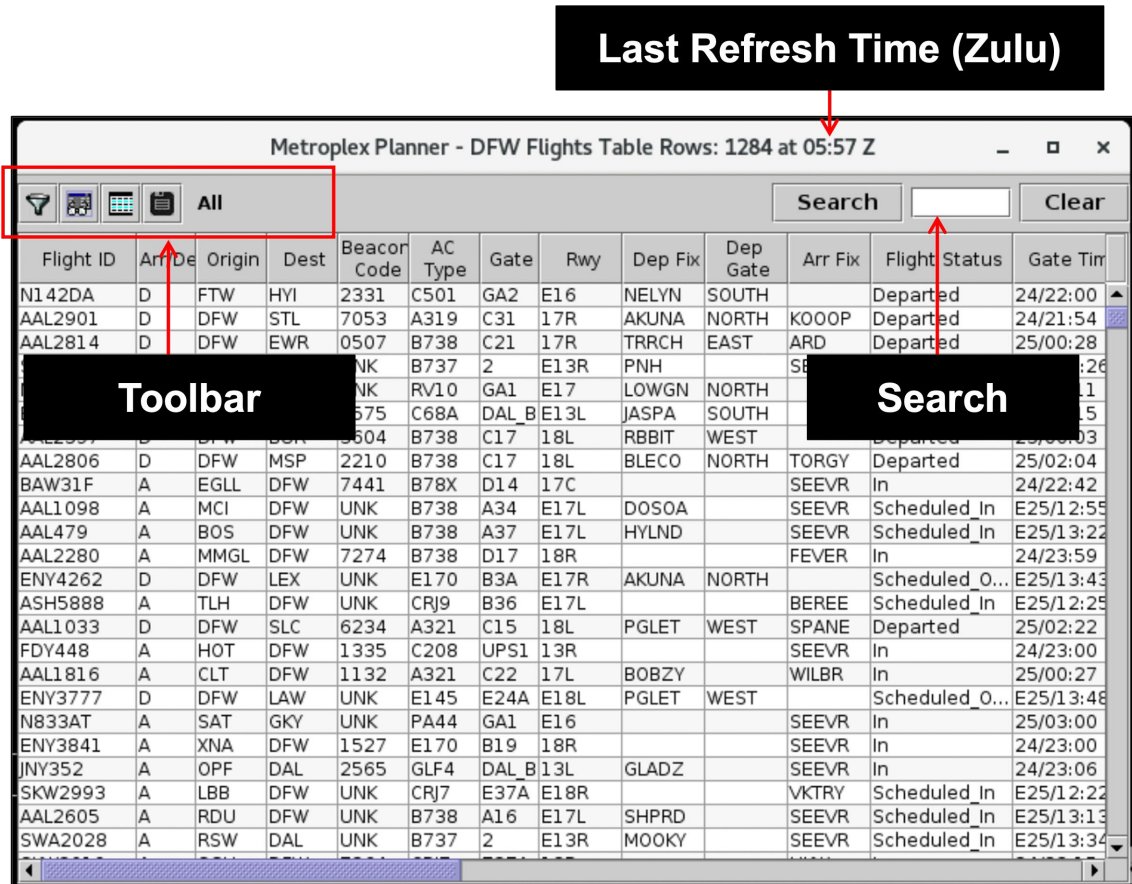 Last Refresh Time (Zulu)
Metroplex Planner - DFW Flights Table Rows: 1284 at 05:57 Z
All Search Clear
Flight ID Arr/De Origin Dest Beacon Code AC Type Gate Rwy Dep Fix Dep Gate Arr Fix Flight Status Gate Tim
N142DA D FTW HYI 2331 C501 GA2 E16 NELYN SOUTH Departed 24/22:00
AAL2901 D DFW STL 7053 A319 C31 17R AKUNA NORTH KOOOP Departed 24/21:54
AAL2814 D DFW EWR 0507 B738 C21 17R TRRCH EAST ARD Departed 25/00:28
B737 2 E13R PNH :26
RV10 GA1 E17 LOWGN NORTH
C68A DAL_B E13L JASPA SOUTH
B738 C17 18L RBBIT WEST
Toolbar
Search
AAL2806 D DFW MSP 2210 B738 C17 18L BLECO NORTH TORGY Departed 25/02:04
BAW31F A EGLL DFW 7441 B78X D14 17C SEEVR In 24/22:42
AAL1098 A MCI DFW UNK B738 A34 E17L DOSOA SEEVR Scheduled_In E25/12:55
AAL479 A BOS DFW UNK B738 A37 E17L HYLND SEEVR Scheduled_In E25/13:22
AAL2280 A MMGL DFW 7274 B738 D17 18R FEVER In 24/23:59
ENY4262 D DFW LEX UNK E170 B3A E17R AKUNA NORTH Scheduled_O... E25/13:43
ASH5888 A TLH DFW UNK CRJ9 B36 E17L BEREE Scheduled_In E25/12:25
AAL1033 D DFW SLC 6234 A321 C15 18L PGLET WEST SPANE Departed 25/02:22
FDY448 A HOT DFW 1335 C208 UPS1 13R SEEVR In 24/23:00
AAL1816 A CLT DFW 1132 A321 C22 17L BOBZY WILBR In 25/00:27
ENY3777 D DFW LAW UNK E145 E24A E18L PGLET WEST Scheduled_O... E25/13:48
N833AT A SAT GKY UNK PA44 GA1 E16 SEEVR In 25/03:00
ENY3841 A XNA DFW 1527 E170 B19 18R SEEVR In 24/23:00
JNY352 A OPF DAL 2565 GLF4 DAL_B 13L GLADZ SEEVR In 24/23:06
SKW2993 A LBB DFW UNK CRJ7 E37A E18R VKTRY Scheduled_In E25/12:22
AAL2605 A RDU DFW UNK B738 A16 E17L SHPRD SEEVR Scheduled_In E25/13:13
SWA2028 A RSW DAL UNK B737 2 E13R MOOKY SEEVR Scheduled_In E25/13:34